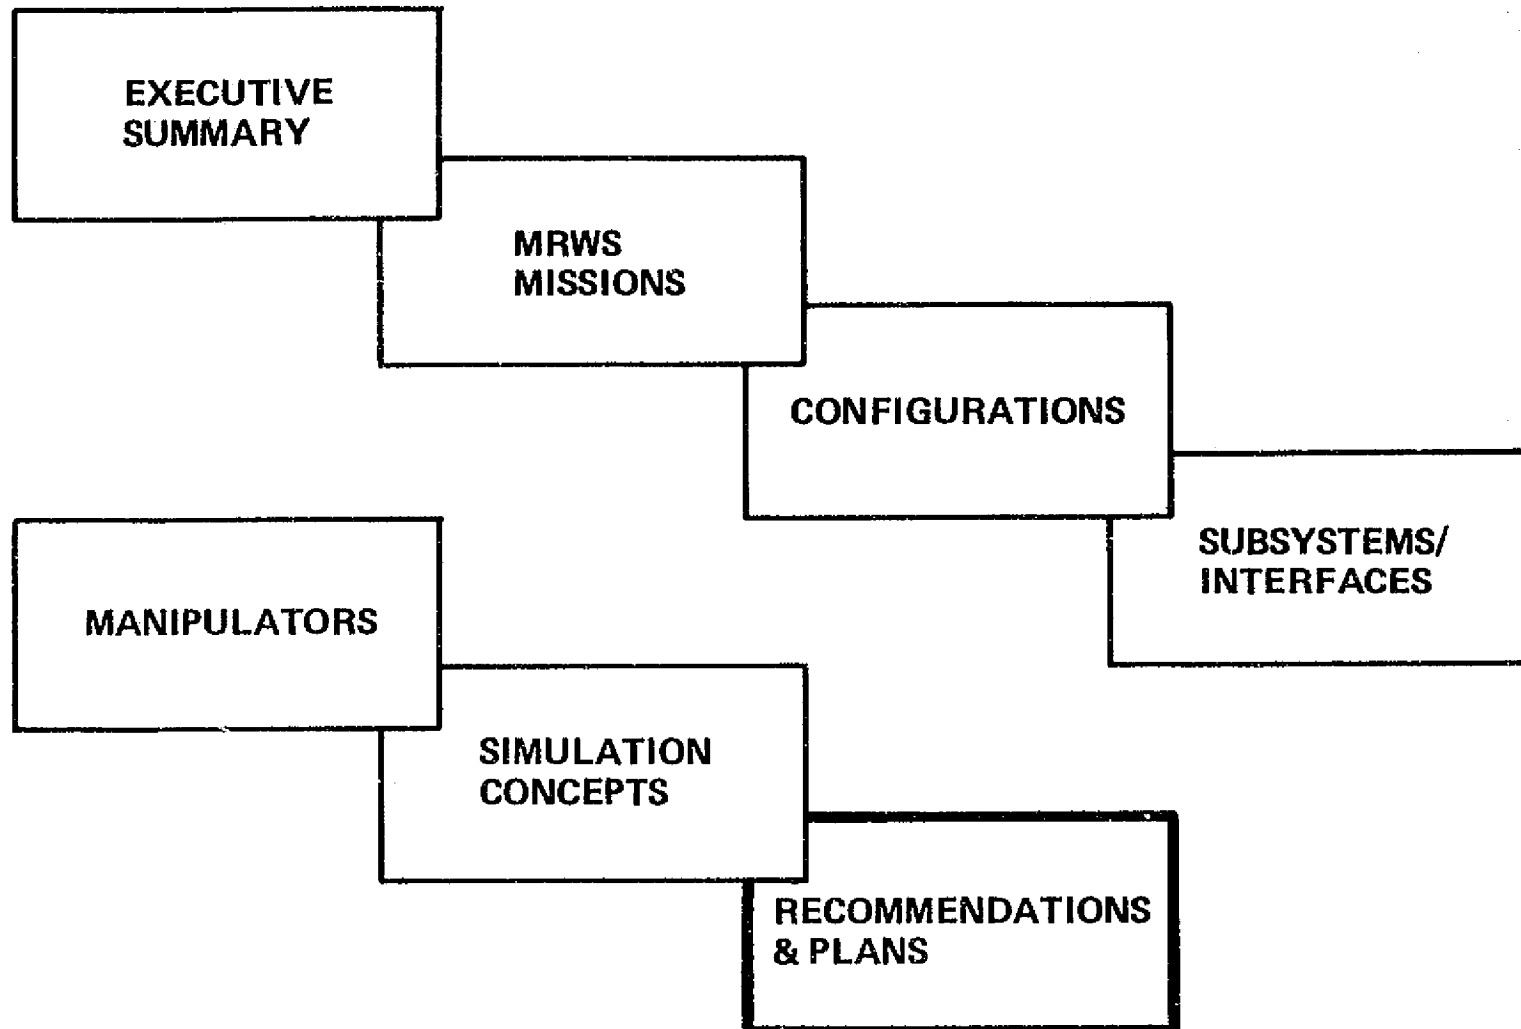 EXECUTIVE
SUMMARY
MRWS
MISSIONS
CONFIGURATIONS
SUBSYSTEMS/
INTERFACES
MANIPULATORS
SIMULATION
CONCEPTS
RECOMMENDATIONS
& PLANS